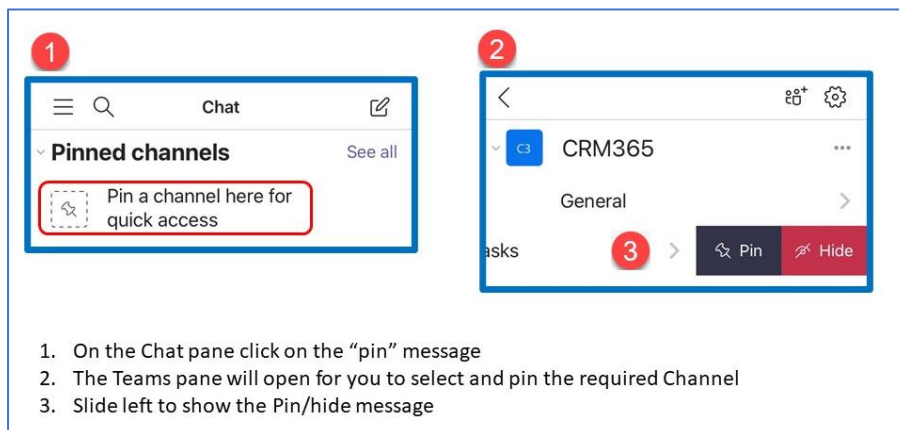 1
Chat
Pinned channels See all
Pin a channel here for
quick access
2
C3 CRM365
General
asks 3 Pin Hide
1. On the Chat pane click on the “pin” message
2. The Teams pane will open for you to select and pin the required Channel
3. Slide left to show the Pin/hide message